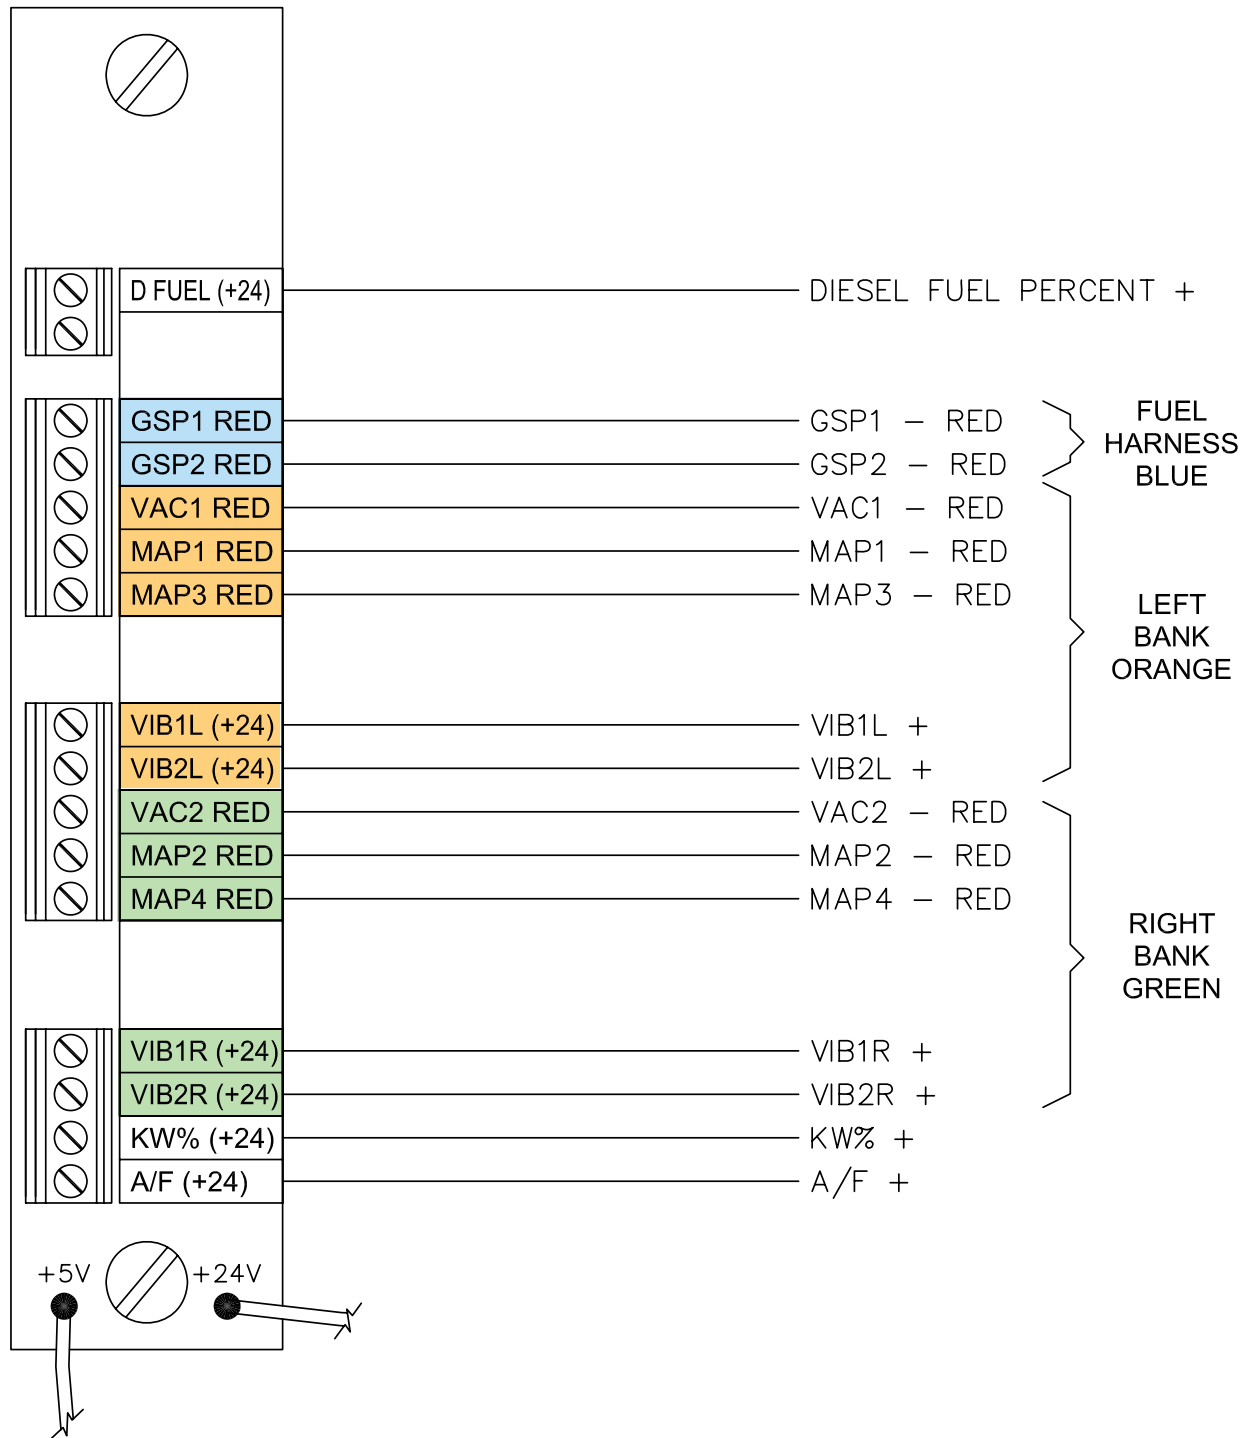 D FUEL (+24) DIESEL FUEL PERCENT +
GSP1 RED GSP1 - RED
GSP2 RED GSP2 - RED
FUEL
HARNESS
BLUE
VAC1 RED VAC1 - RED
MAP1 RED MAP1 - RED
MAP3 RED MAP3 - RED
LEFT
BANK
ORANGE
VIB1L (+24) VIB1L +
VIB2L (+24) VIB2L +
VAC2 RED VAC2 - RED
MAP2 RED MAP2 - RED
MAP4 RED MAP4 - RED
RIGHT
BANK
GREEN
VIB1R (+24) VIB1R +
VIB2R (+24) VIB2R +
KW% (+24) KW% +
A/F (+24) A/F +
+5V +24V